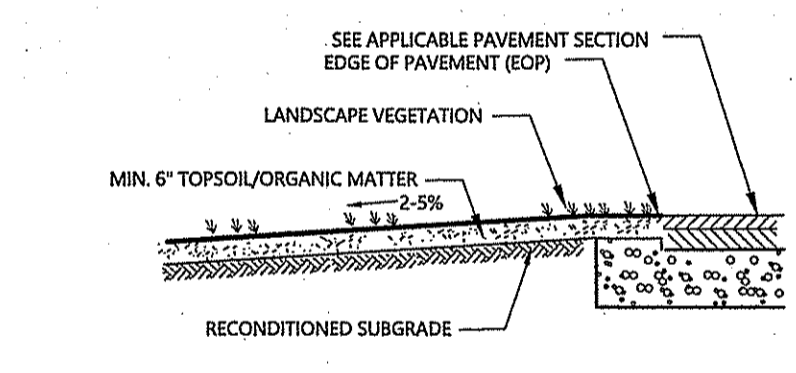 SEE APPLICABLE PAVEMENT SECTION
EDGE OF PAVEMENT (EOP)
LANDSCAPE VEGETATION
MIN. 6" TOPSOIL/ORGANIC MATTER
2-5%
RECONDITIONED SUBGRADE